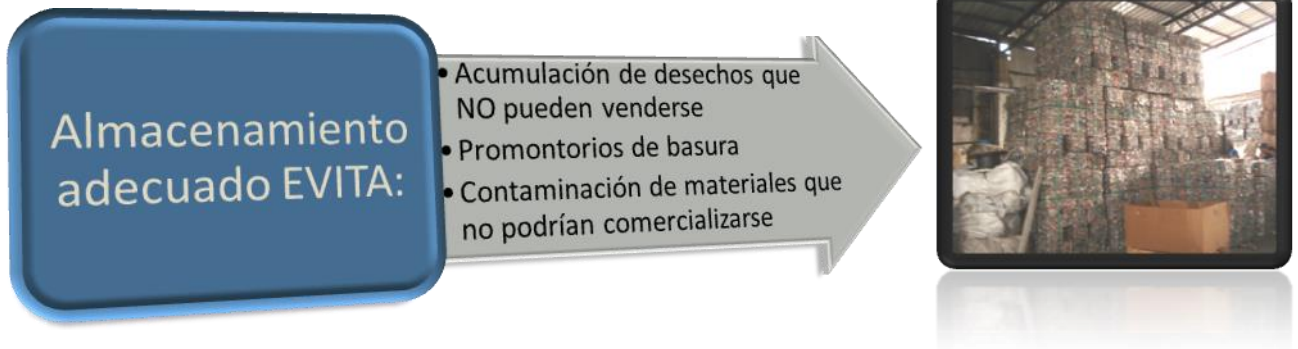 Almacenamiento
adecuado EVITA:
• Acumulación de desechos que
NO pueden venderse
• Promontorios de basura
• Contaminación de materiales que
no podrían comercializarse